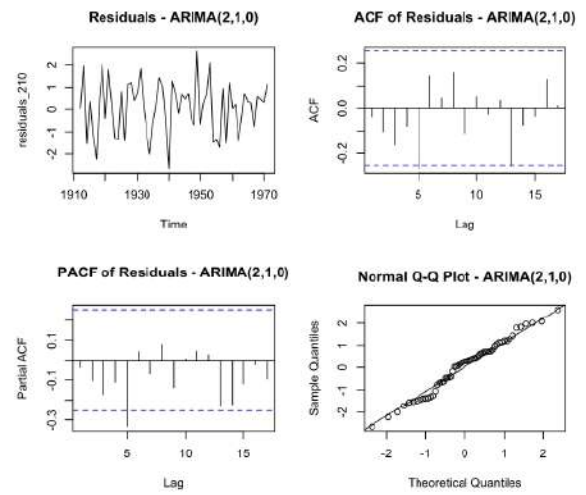 Residuals - ARIMA(2,1,0)
residuals_210
2
1
0
-1
-2
1910
1930
1950
1970
Time
ACF of Residuals - ARIMA(2,1,0)
ACF
0.2
0.0
-0.2
5
10
15
Lag
PACF of Residuals - ARIMA(2,1,0)
Partial ACF
0.1
-0.1
-0.3
5
10
15
Lag
Normal Q-Q Plot - ARIMA(2,1,0)
Sample Quantiles
2
1
0
-1
-2
-2
-1
0
1
2
Theoretical Quantiles